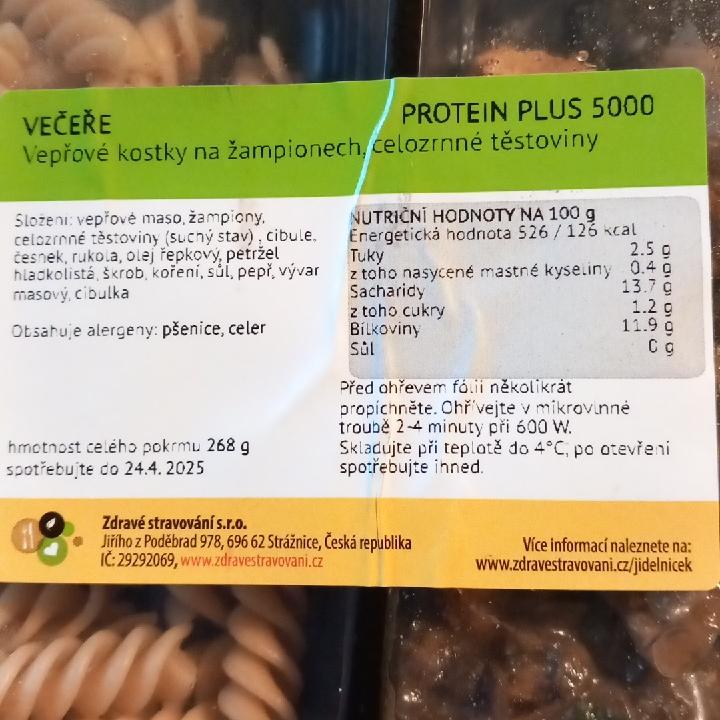 VEČEŘE
PROTEIN PLUS 5000
Vepřové kostky na žampionech, celozrnné těstoviny
Složení: vepřové maso, žampiony,
celozrnné těstoviny (suchý stav) , cibule,
česnek, rukola, olej řepkový, petržel
hladkolistá, škrob, koření, sůl, pepř, vývar
masový, cibulka
Obsahuje alergeny: pšenice, celer
hmotnost celého pokrmu 268 g
spotřebujte do 24.4. 2025
NUTRIČNÍ HODNOTY NA 100 g
Energetická hodnota 526 / 126 kcal
Tuky 2.5 g
z toho nasycené mastné kyseliny 0.4 g
Sacharidy 13.7 g
z toho cukry 1.2 g
Bílkoviny 11.9 g
Sůl 0 g
Před ohřevem fólii několikrát
propíchněte. Ohřívejte v mikrovlnné
troubě 2-4 minuty při 600 W.
Skladujte při teplotě do 4°C, po otevření
spotřebujte ihned.
Zdravé stravování s.r.o.
Jiřího z Poděbrad 978, 696 62 Strážnice, Česká republika
IČ: 29292069, www.zdravestravovani.cz
Více informací naleznete na:
www.zdravestravovani.cz/jidelnicek